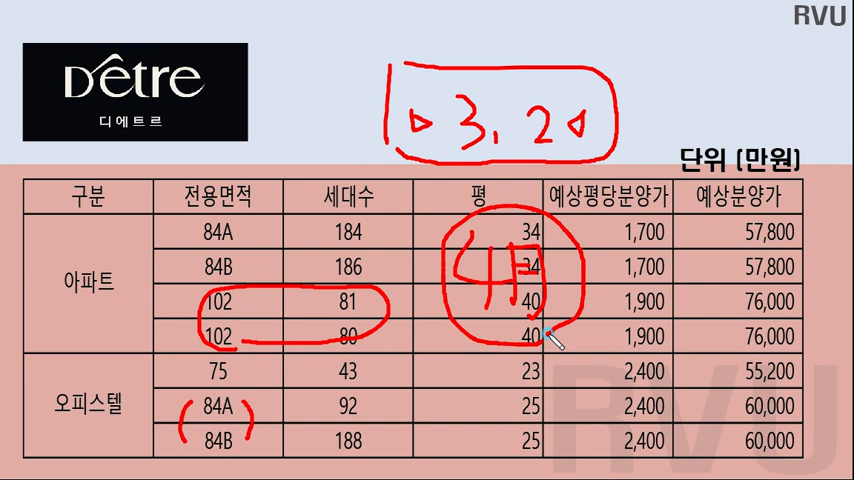 RVU
D'être
디에트르
3.2
단위 (만원)
구분 전용면적 세대수 평 예상평당분양가 예상분양가
아파트 84A 184 34 1,700 57,800
84B 186 34 1,700 57,800
102 81 40 1,900 76,000
102 80 40 1,900 76,000
4月
오피스텔 75 43 23 2,400 55,200
84A 92 25 2,400 60,000
84B 188 25 2,400 60,000
RVU